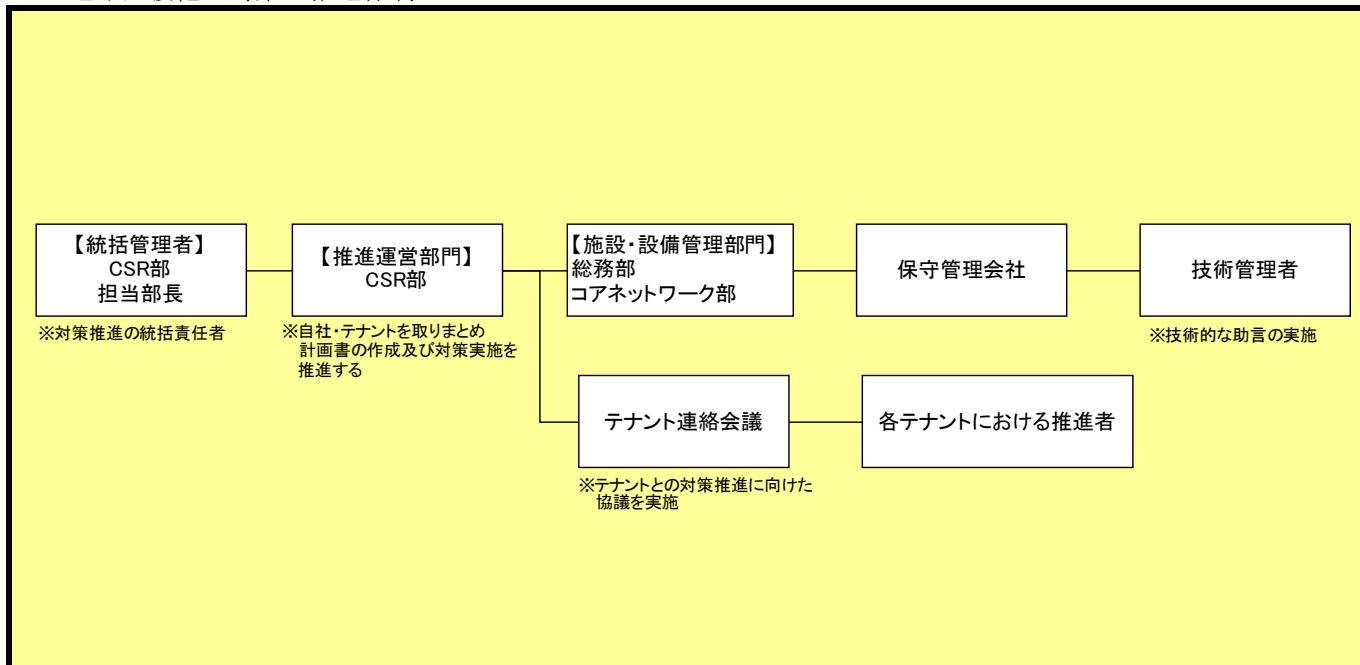 【統括管理者】
CSR部
担当部長
※対策推進の統括責任者
【推進運営部門】
CSR部
※自社・テナントを取りまとめ
計画書の作成及び対策実施を
推進する
【施設・設備管理部門】
総務部
コアネットワーク部
保守管理会社
技術管理者
※技術的な助言の実施
テナント連絡会議
※テナントとの対策推進に向けた
協議を実施
各テナントにおける推進者